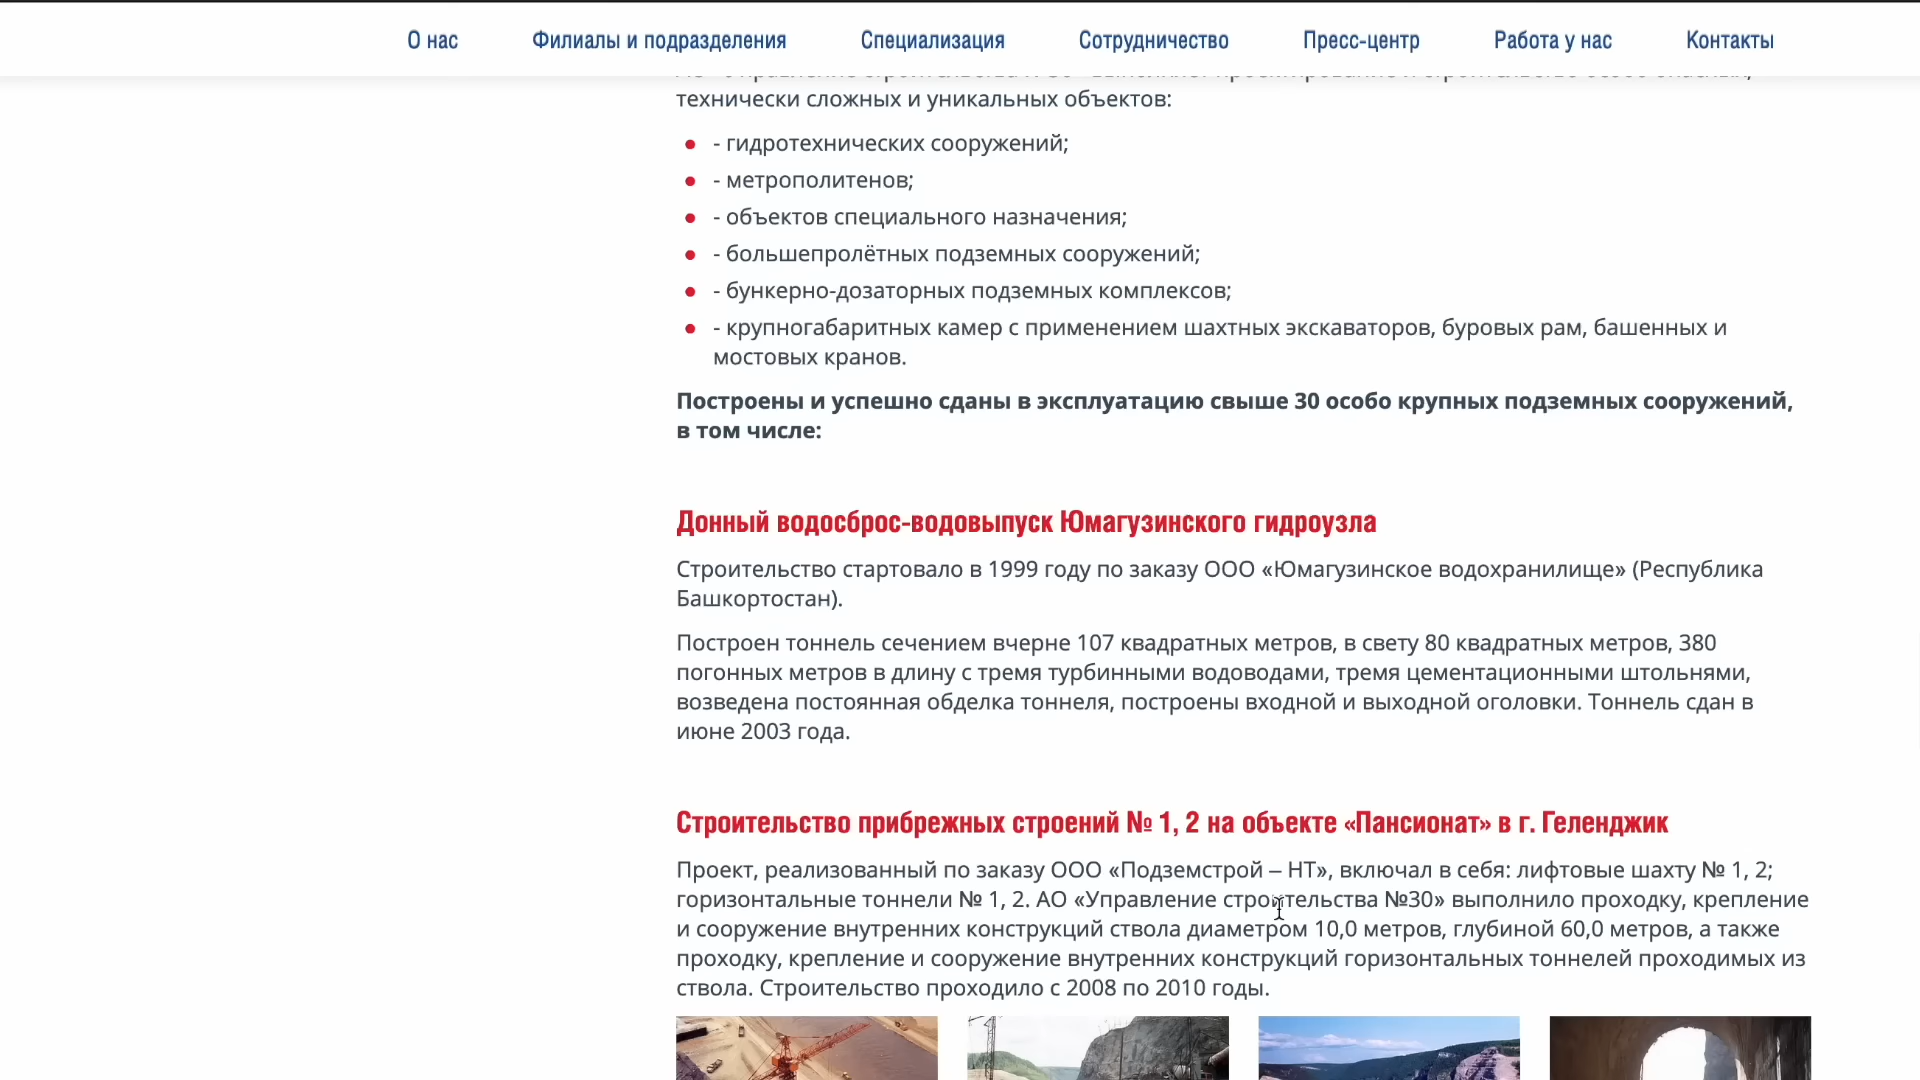 О нас
Филиалы и подразделения
Специализация
Сотрудничество
Пресс-центр
Работа у нас
Контакты
технически сложных и уникальных объектов:
- гидротехнических сооружений;
- метрополитенов;
- объектов специального назначения;
- большепролётных подземных сооружений;
- бункерно-дозаторных подземных комплексов;
- крупногабаритных камер с применением шахтных экскаваторов, буровых рам, башенных и
мостовых кранов.
Построены и успешно сданы в эксплуатацию свыше 30 особо крупных подземных сооружений,
в том числе:
Донный водосброс-водовыпуск Юмагузинского гидроузла
Строительство стартовало в 1999 году по заказу ООО «Юмагузинское водохранилище» (Республика
Башкортостан).
Построен тоннель сечением вчерне 107 квадратных метров, в свету 80 квадратных метров, 380
погонных метров в длину с тремя турбинными водоводами, тремя цементационными штольнями,
возведена постоянная обделка тоннеля, построены входной и выходной оголовки. Тоннель сдан в
июне 2003 года.
Строительство прибрежных строений № 1, 2 на объекте «Пансионат» в г. Геленджик
Проект, реализованный по заказу ООО «Подземстрой – НТ», включал в себя: лифтовые шахту № 1, 2;
горизонтальные тоннели № 1, 2. АО «Управление строительства №30» выполнило проходку, крепление
и сооружение внутренних конструкций ствола диаметром 10,0 метров, глубиной 60,0 метров, а также
проходку, крепление и сооружение внутренних конструкций горизонтальных тоннелей проходимых из
ствола. Строительство проходило с 2008 по 2010 годы.